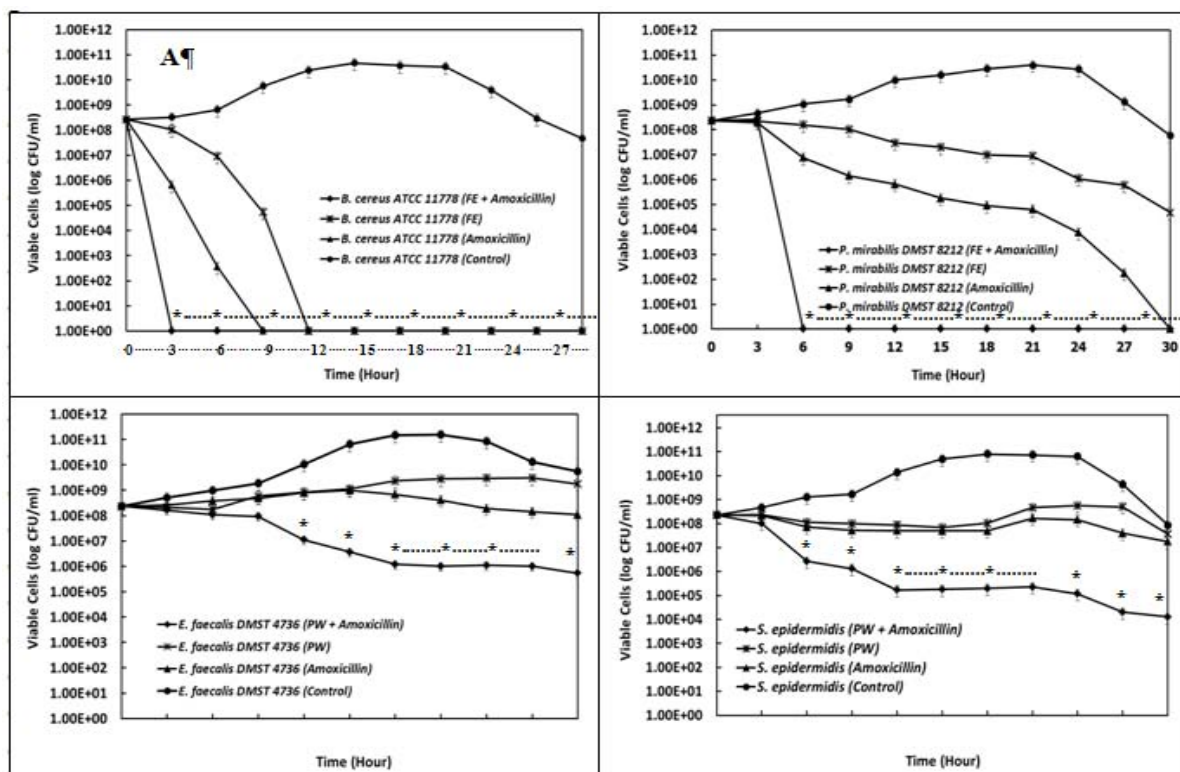 1.00E+12
1.00E+11
1.00E+10
1.00E+09
1.00E+08
1.00E+07
1.00E+06
1.00E+05
1.00E+04
1.00E+03
1.00E+02
1.00E+01
1.00E+00
Viable Cells (log CFU/ml)
A¶
B. cereus ATCC 11778 (FE + Amoxicillin)
B. cereus ATCC 11778 (FE)
B. cereus ATCC 11778 (Amoxicillin)
B. cereus ATCC 11778 (Control)
* * * * * * * * *
0 3 6 9 12 15 18 21 24 27
Time (Hour)
1.00E+12
1.00E+11
1.00E+10
1.00E+09
1.00E+08
1.00E+07
1.00E+06
1.00E+05
1.00E+04
1.00E+03
1.00E+02
1.00E+01
1.00E+00
Viable Cells (log CFU/ml)
P. mirabilis DMST 8212 (FE + Amoxicillin)
P. mirabilis DMST 8212 (FE)
P. mirabilis DMST 8212 (Amoxicillin)
P. mirabilis DMST 8212 (Control)
* * * * * * * *
0 3 6 9 12 15 18 21 24 27 30
Time (Hour)
1.00E+12
1.00E+11
1.00E+10
1.00E+09
1.00E+08
1.00E+07
1.00E+06
1.00E+05
1.00E+04
1.00E+03
1.00E+02
1.00E+01
1.00E+00
Viable Cells (log CFU/ml)
* * * * * *
E. faecalis DMST 4736 (PW + Amoxicillin)
E. faecalis DMST 4736 (PW)
E. faecalis DMST 4736 (Amoxicillin)
E. faecalis DMST 4736 (Control)
Time (Hour)
1.00E+12
1.00E+11
1.00E+10
1.00E+09
1.00E+08
1.00E+07
1.00E+06
1.00E+05
1.00E+04
1.00E+03
1.00E+02
1.00E+01
1.00E+00
Viable Cells (log CFU/ml)
* * * * * * * *
S. epidermidis (PW + Amoxicillin)
S. epidermidis (PW)
S. epidermidis (Amoxicillin)
S. epidermidis (Control)
Time (Hour)